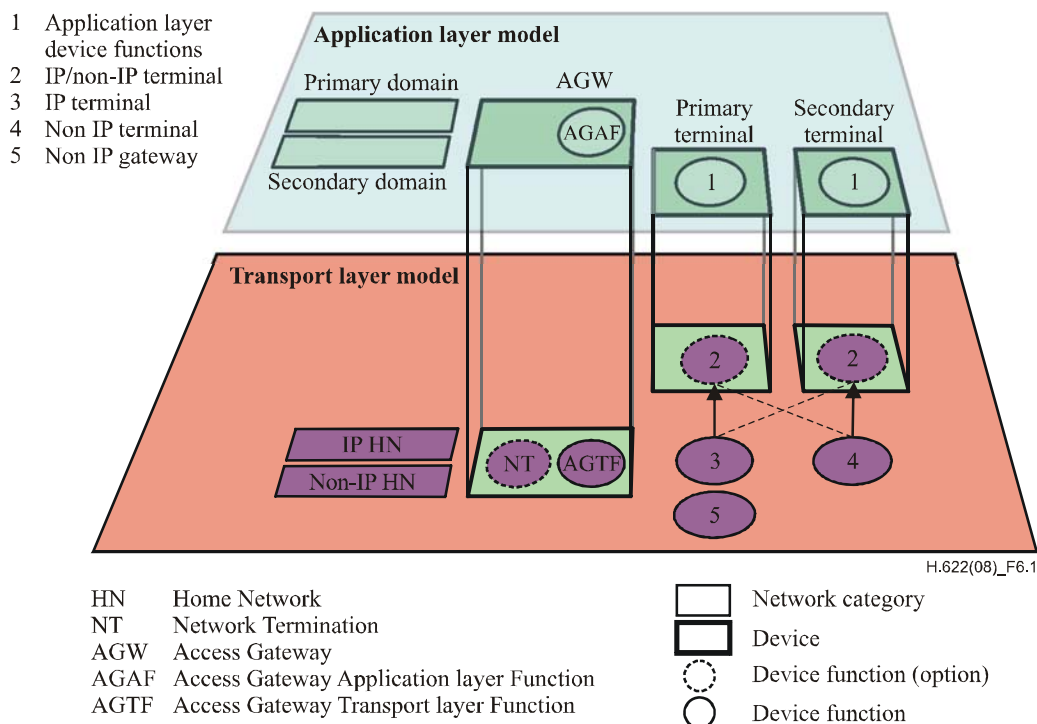 1 Application layer
device functions
2 IP/non-IP terminal
3 IP terminal
4 Non IP terminal
5 Non IP gateway
Application layer model
Primary domain
Secondary domain
AGW
AGAF
Primary
terminal
1
Secondary
terminal
1
Transport layer model
2
2
IP HN
Non-IP HN
NT
AGTF
3
4
5
H.622(08)_F6.1
HN Home Network
NT Network Termination
AGW Access Gateway
AGAF Access Gateway Application layer Function
AGTF Access Gateway Transport layer Function
Network category
Device
Device function (option)
Device function